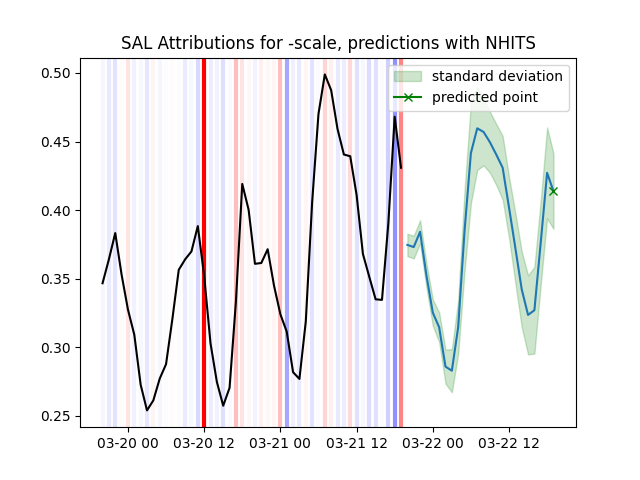 SAL Attributions for -scale, predictions with NHITS
standard deviation
predicted point
0.50
0.45
0.40
0.35
0.30
0.25
03-20 00 03-20 12 03-21 00 03-21 12 03-22 00 03-22 12